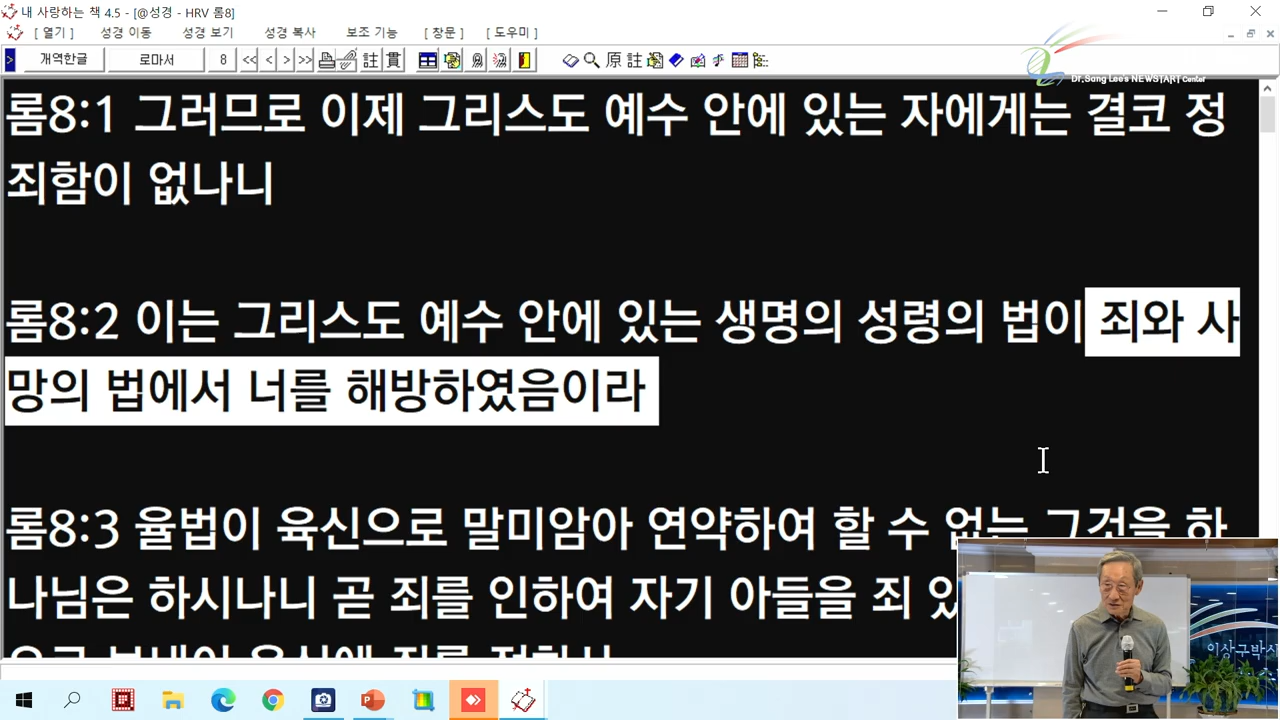 내 사랑하는 책 4.5 - [@성경 - HRV 롬8]
[ 열기 ] 성경 이동 성경 보기 성경 복사 보조 기능 [ 창문 ] [ 도우미 ]
개역한글 로마서 8 << < > >> 註 貫 原 註
Dr.Sang Lee's NEWSTART Center
롬8:1 그러므로 이제 그리스도 예수 안에 있는 자에게는 결코 정
죄함이 없나니
롬8:2 이는 그리스도 예수 안에 있는 생명의 성령의 법이 죄와 사
망의 법에서 너를 해방하였음이라
롬8:3 율법이 육신으로 말미암아 연약하여 할 수 없는 그것을 하
나님은 하시나니 곧 죄를 인하여 자기 아들을 죄
이상구박사